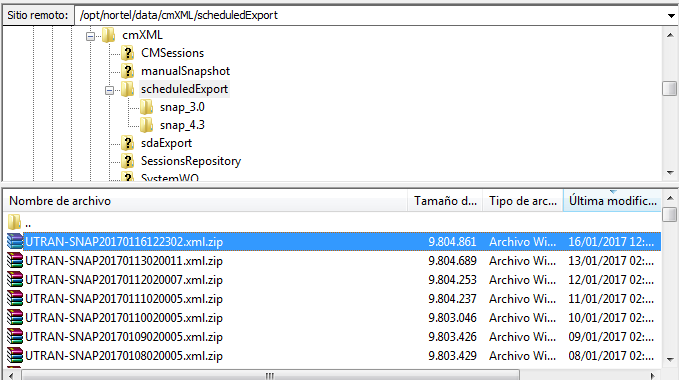 Sitio remoto: /opt/nortel/data/cmXML/scheduledExport
cmXML
? CMSessions
? manualSnapshot
scheduledExport
snap_3.0
snap_4.3
? sdaExport
? SessionsRepository
? SystemWO
Nombre de archivo Tamaño d... Tipo de arc... Última modific...
..
UTRAN-SNAP20170116122302.xml.zip 9.804.861 Archivo Wi... 16/01/2017 12:...
UTRAN-SNAP20170113020011.xml.zip 9.804.689 Archivo Wi... 13/01/2017 02:...
UTRAN-SNAP20170112020007.xml.zip 9.804.253 Archivo Wi... 12/01/2017 02:...
UTRAN-SNAP20170111020005.xml.zip 9.804.237 Archivo Wi... 11/01/2017 02:...
UTRAN-SNAP20170110020005.xml.zip 9.803.046 Archivo Wi... 10/01/2017 02:...
UTRAN-SNAP20170109020005.xml.zip 9.803.426 Archivo Wi... 09/01/2017 02:...
UTRAN-SNAP20170108020005.xml.zip 9.803.429 Archivo Wi... 08/01/2017 02:...